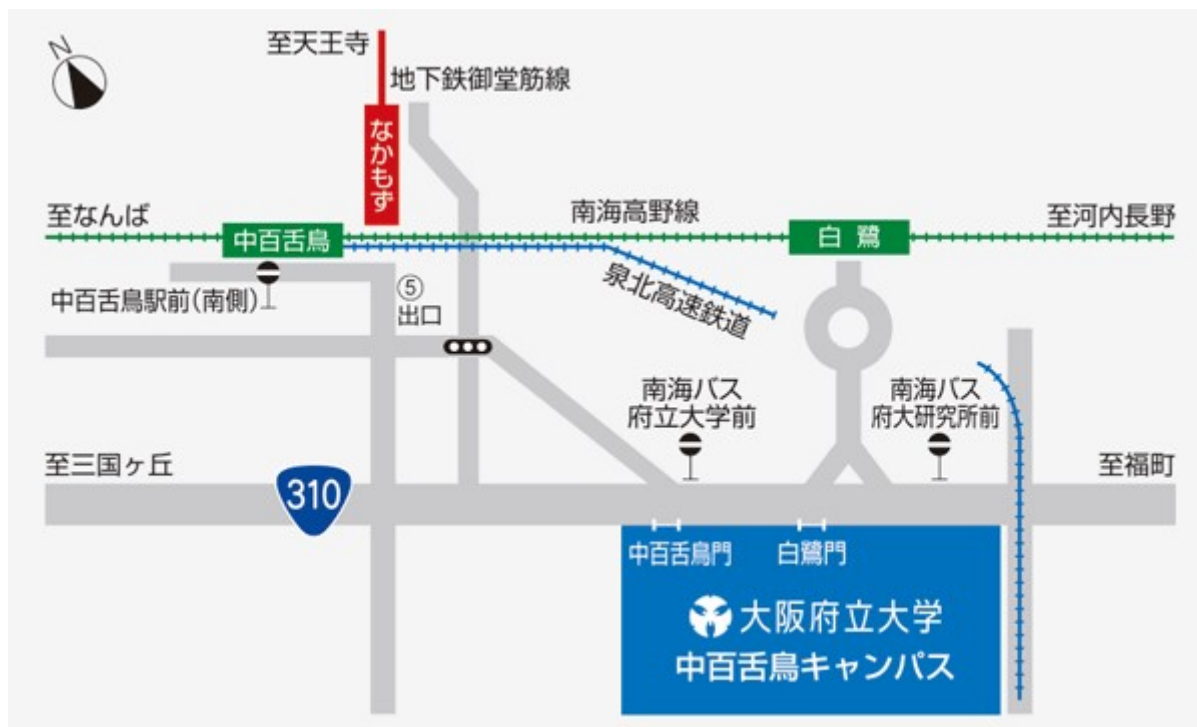 N
至天王寺
地下鉄御堂筋線
なかもず
至なんば
中百舌鳥
南海高野線
白鷺
至河内長野
泉北高速鉄道
中百舌鳥駅前(南側)
⑤
出口
南海バス
府立大学前
南海バス
府大研究所前
至三国ヶ丘
310
至福町
中百舌鳥門
白鷺門
大阪府立大学
中百舌鳥キャンパス